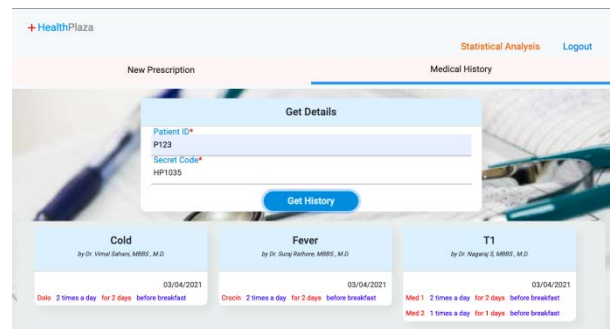 +HealthPlaza
Statistical Analysis Logout
New Prescription Medical History
Get Details
Patient ID*
P123
Secret Code*
HP1035
Get History
Cold
by Dr. Vimal Sahani, MBBS, M.D.
03/04/2021
Dolo 2 times a day for 2 days before breakfast
Fever
by Dr. Suraj Rathore, MBBS, M.D.
03/04/2021
Crocin 2 times a day for 2 days before breakfast
T1
by Dr. Nagaraj S, MBBS, M.D.
03/04/2021
Med 1 2 times a day for 2 days before breakfast
Med 2 1 times a day for 1 days before breakfast